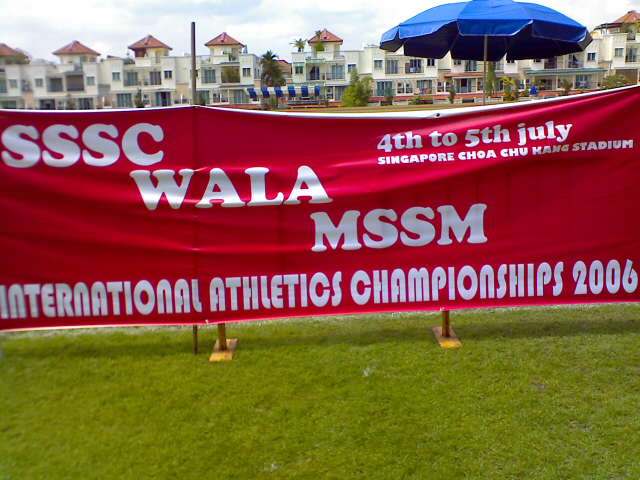 SSSC
4th to 5th july
SINGAPORE CHOA CHU KANG STADIUM
WALA
MSSM
INTERNATIONAL ATHLETICS CHAMPIONSHIPS 2006